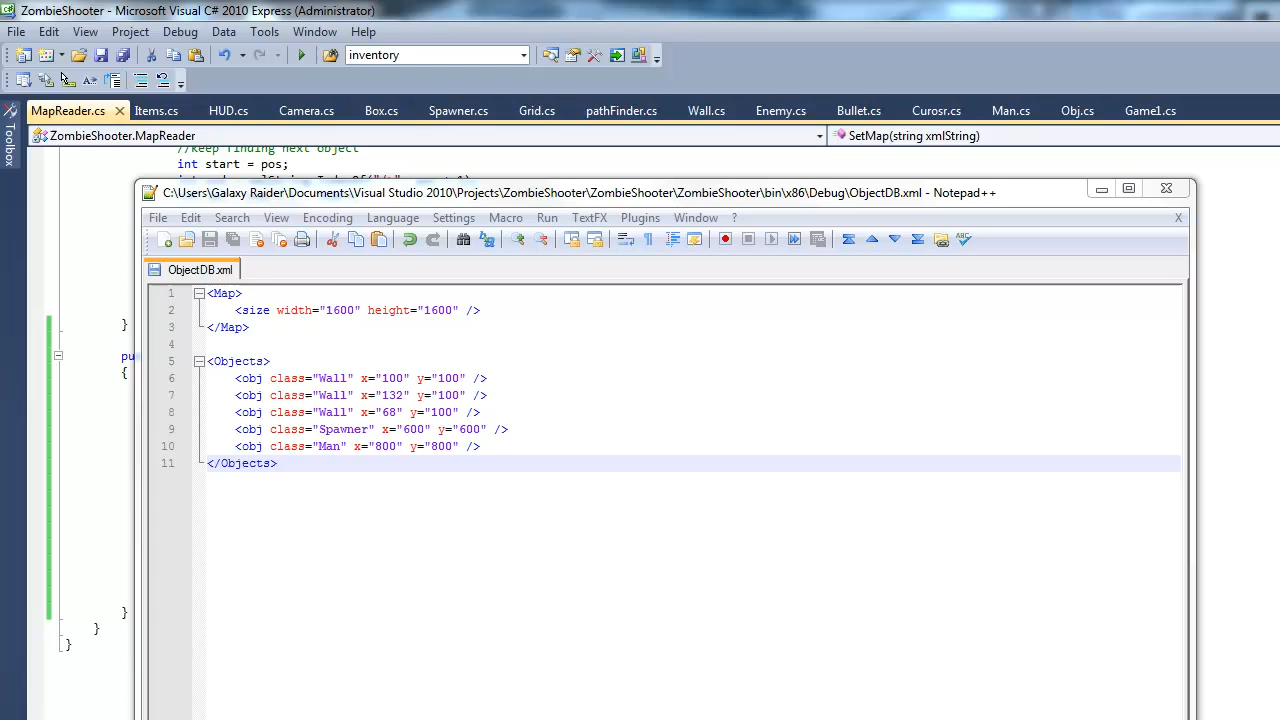 ZombieShooter - Microsoft Visual C# 2010 Express (Administrator)
File Edit View Project Debug Data Tools Window Help
inventory
MapReader.cs Items.cs HUD.cs Camera.cs Box.cs Spawner.cs Grid.cs pathFinder.cs Wall.cs Enemy.cs Bullet.cs Curosr.cs Man.cs Obj.cs Game1.cs
Toolbox
ZombieShooter.MapReader SetMap(string xmlString)
//keep finding next object
int start = pos;
C:\Users\Galaxy Raider\Documents\Visual Studio 2010\Projects\ZombieShooter\ZombieShooter\ZombieShooter\bin\x86\Debug\ObjectDB.xml - Notepad++
File Edit Search View Encoding Language Settings Macro Run TextFX Plugins Window ? X
ObjectDB.xml
1 <Map>
2 <size width="1600" height="1600" />
3 </Map>
4
5 <Objects>
6 <obj class="Wall" x="100" y="100" />
7 <obj class="Wall" x="132" y="100" />
8 <obj class="Wall" x="68" y="100" />
9 <obj class="Spawner" x="600" y="600" />
10 <obj class="Man" x="800" y="800" />
11 </Objects>
}
pu
{
}
}
}